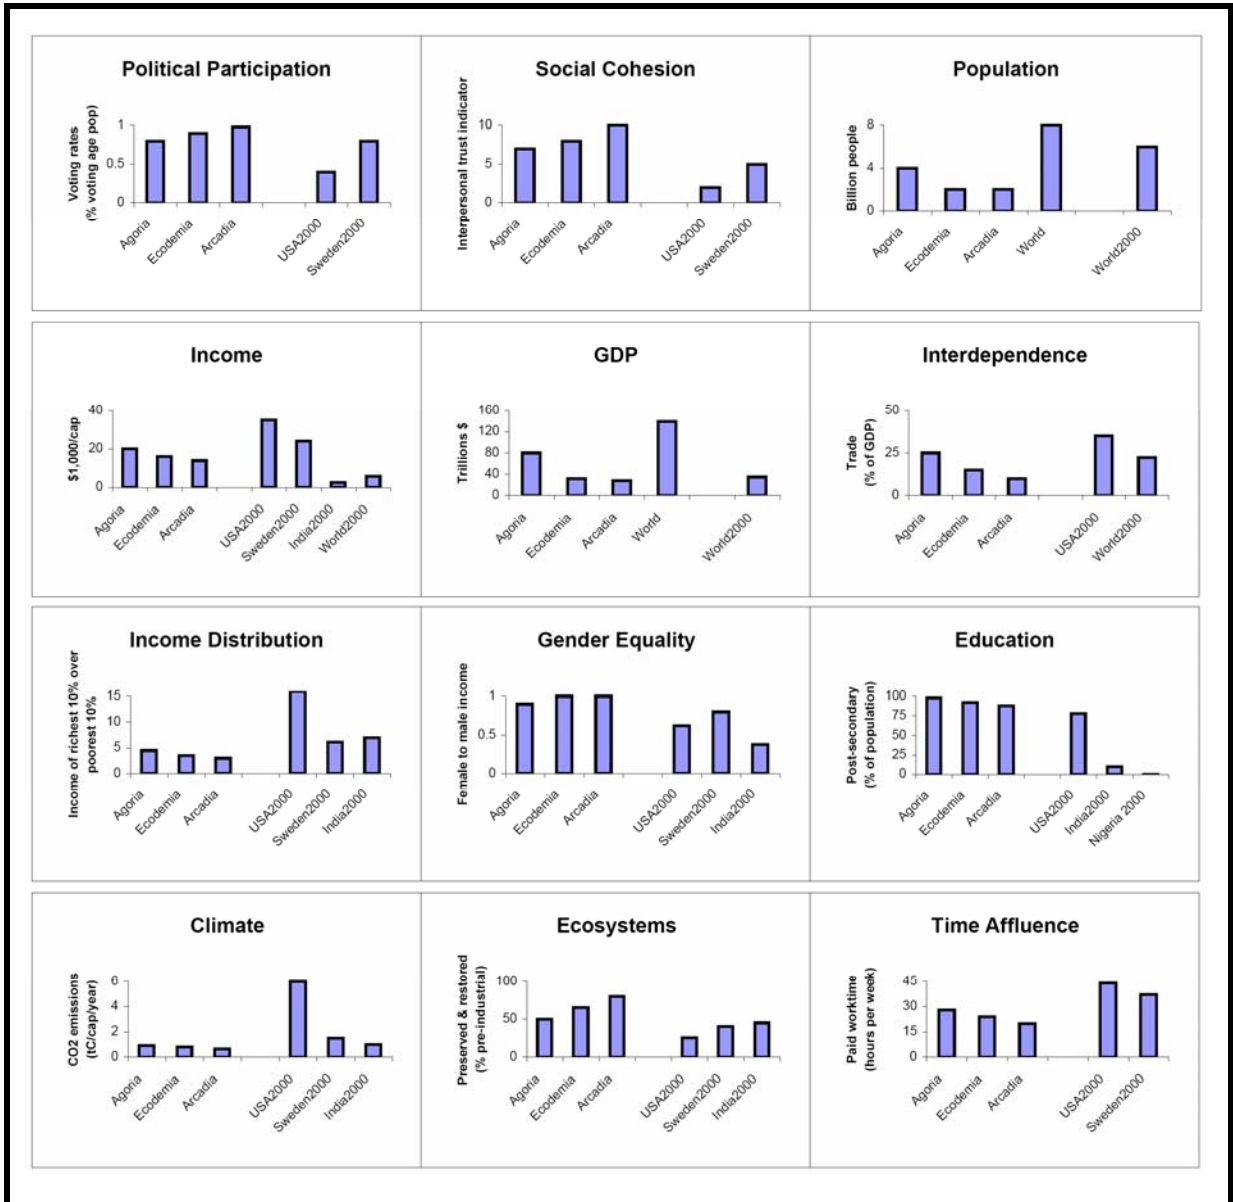 Political Participation
Voting rates
(% voting age pop)
1
0.5
0
Agoria
Ecodemia
Arcadia
USA2000
Sweden2000
Social Cohesion
Interpersonal trust indicator
10
5
0
Agoria
Ecodemia
Arcadia
USA2000
Sweden2000
Population
Billion people
8
4
0
Agoria
Ecodemia
Arcadia
World
World2000
Income
$1,000/cap
40
20
0
Agoria
Ecodemia
Arcadia
USA2000
Sweden2000
India2000
World2000
GDP
Trillions $
160
120
80
40
0
Agoria
Ecodemia
Arcadia
World
World2000
Interdependence
Trade
(% of GDP)
50
25
0
Agoria
Ecodemia
Arcadia
USA2000
World2000
Income Distribution
Income of richest 10% over
poorest 10%
15
10
5
0
Agoria
Ecodemia
Arcadia
USA2000
Sweden2000
India2000
Gender Equality
Female to male income
1
0.5
0
Agoria
Ecodemia
Arcadia
USA2000
Sweden2000
India2000
Education
Post-secondary
(% of population)
100
75
50
25
0
Agoria
Ecodemia
Arcadia
USA2000
India2000
Nigeria 2000
Climate
CO2 emissions
(tC/cap/year)
6
4
2
0
Agoria
Ecodemia
Arcadia
USA2000
Sweden2000
India2000
Ecosystems
Preserved & restored
(% pre-industrial)
100
50
0
Agoria
Ecodemia
Arcadia
USA2000
Sweden2000
India2000
Time Affluence
Paid worktime
(hours per week)
45
30
15
0
Agoria
Ecodemia
Arcadia
USA2000
Sweden2000